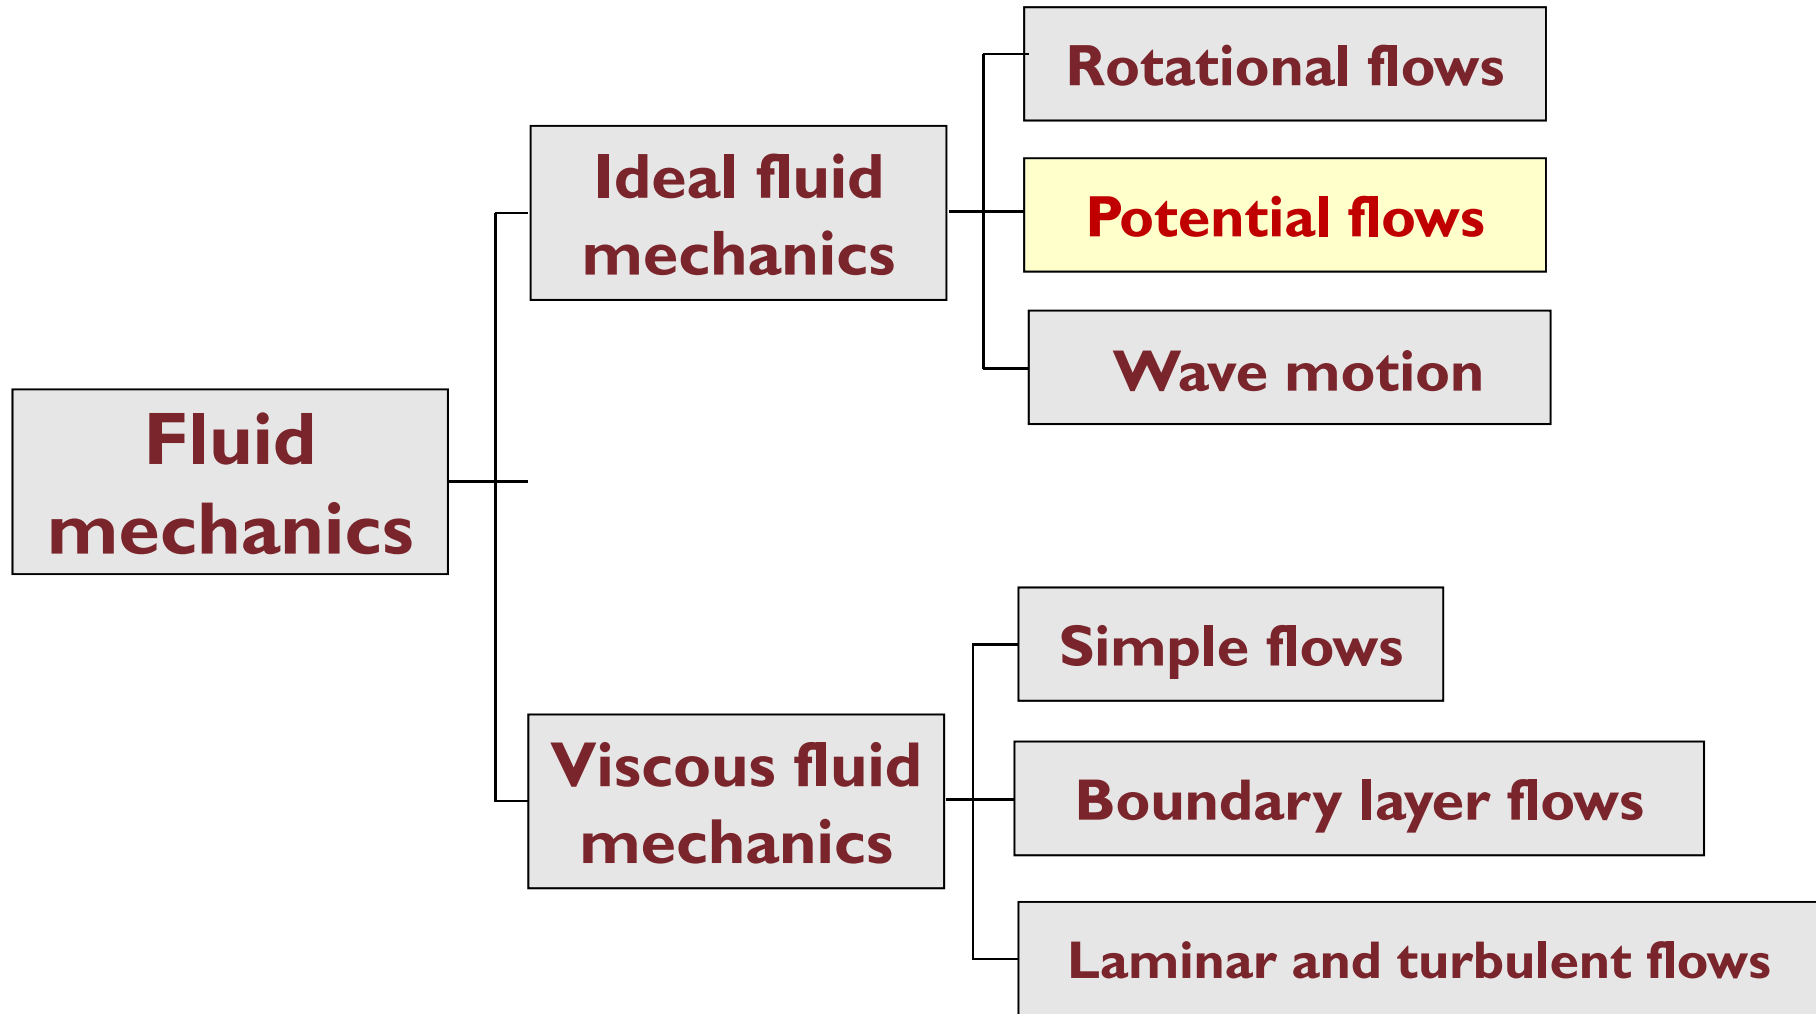 Fluid
mechanics
Ideal fluid
mechanics
Rotational flows
Potential flows
Wave motion
Viscous fluid
mechanics
Simple flows
Boundary layer flows
Laminar and turbulent flows